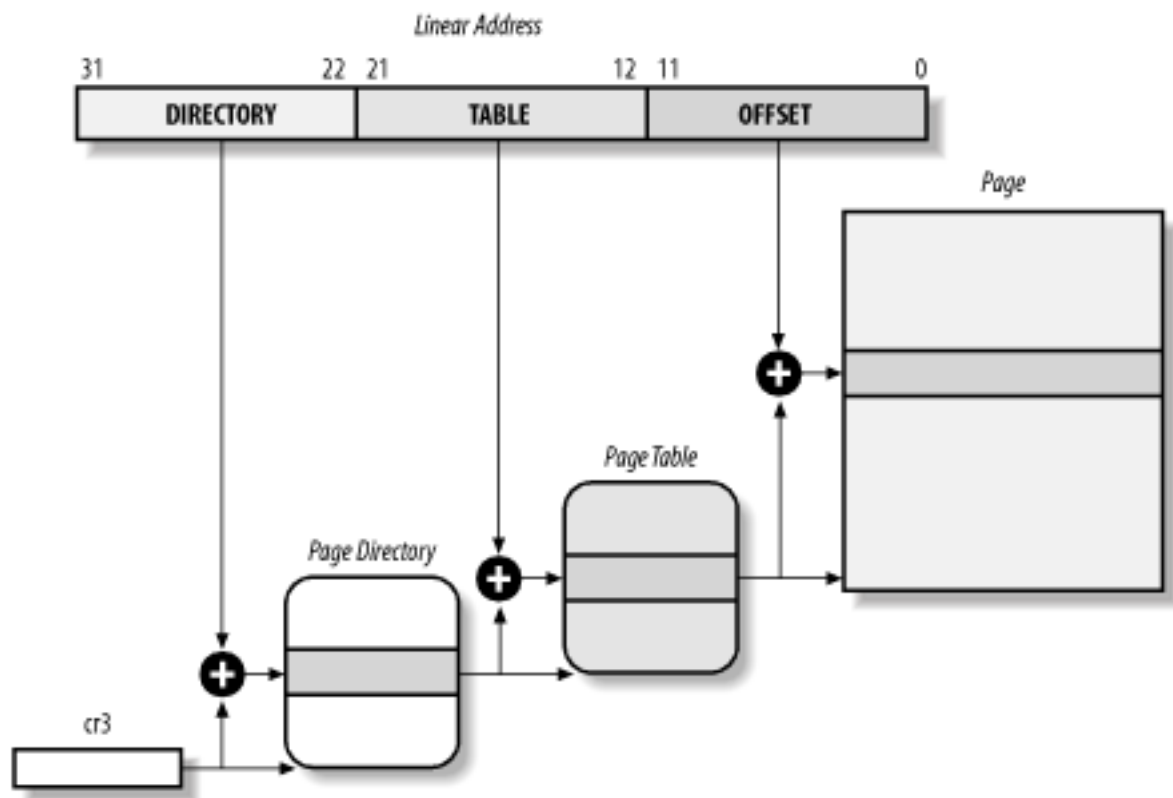 Linear Address
31 22 21 12 11 0
DIRECTORY TABLE OFFSET
Page
Page Table
Page Directory
cr3